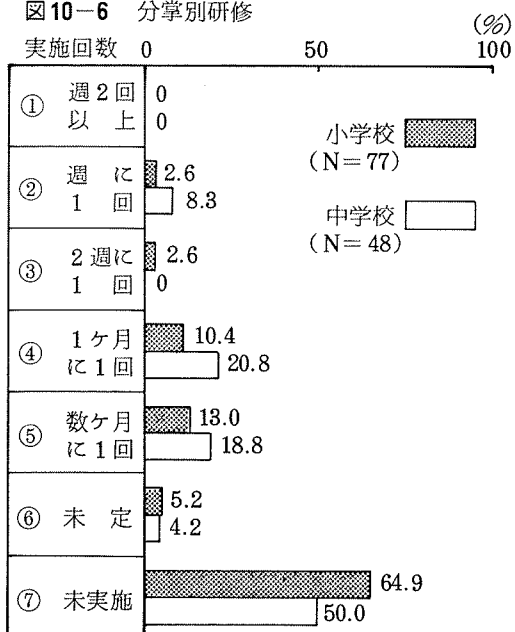 図10−6 分掌別研修
(%)
実施回数 0 50 100
① 週2回以上 0
0
小学校
(N=77)
② 週に1回 2.6
8.3
中学校
(N=48)
③ 2週に1回 2.6
0
④ 1ケ月に1回 10.4
20.8
⑤ 数ケ月に1回 13.0
18.8
⑥ 未定 5.2
4.2
⑦ 未実施 64.9
50.0